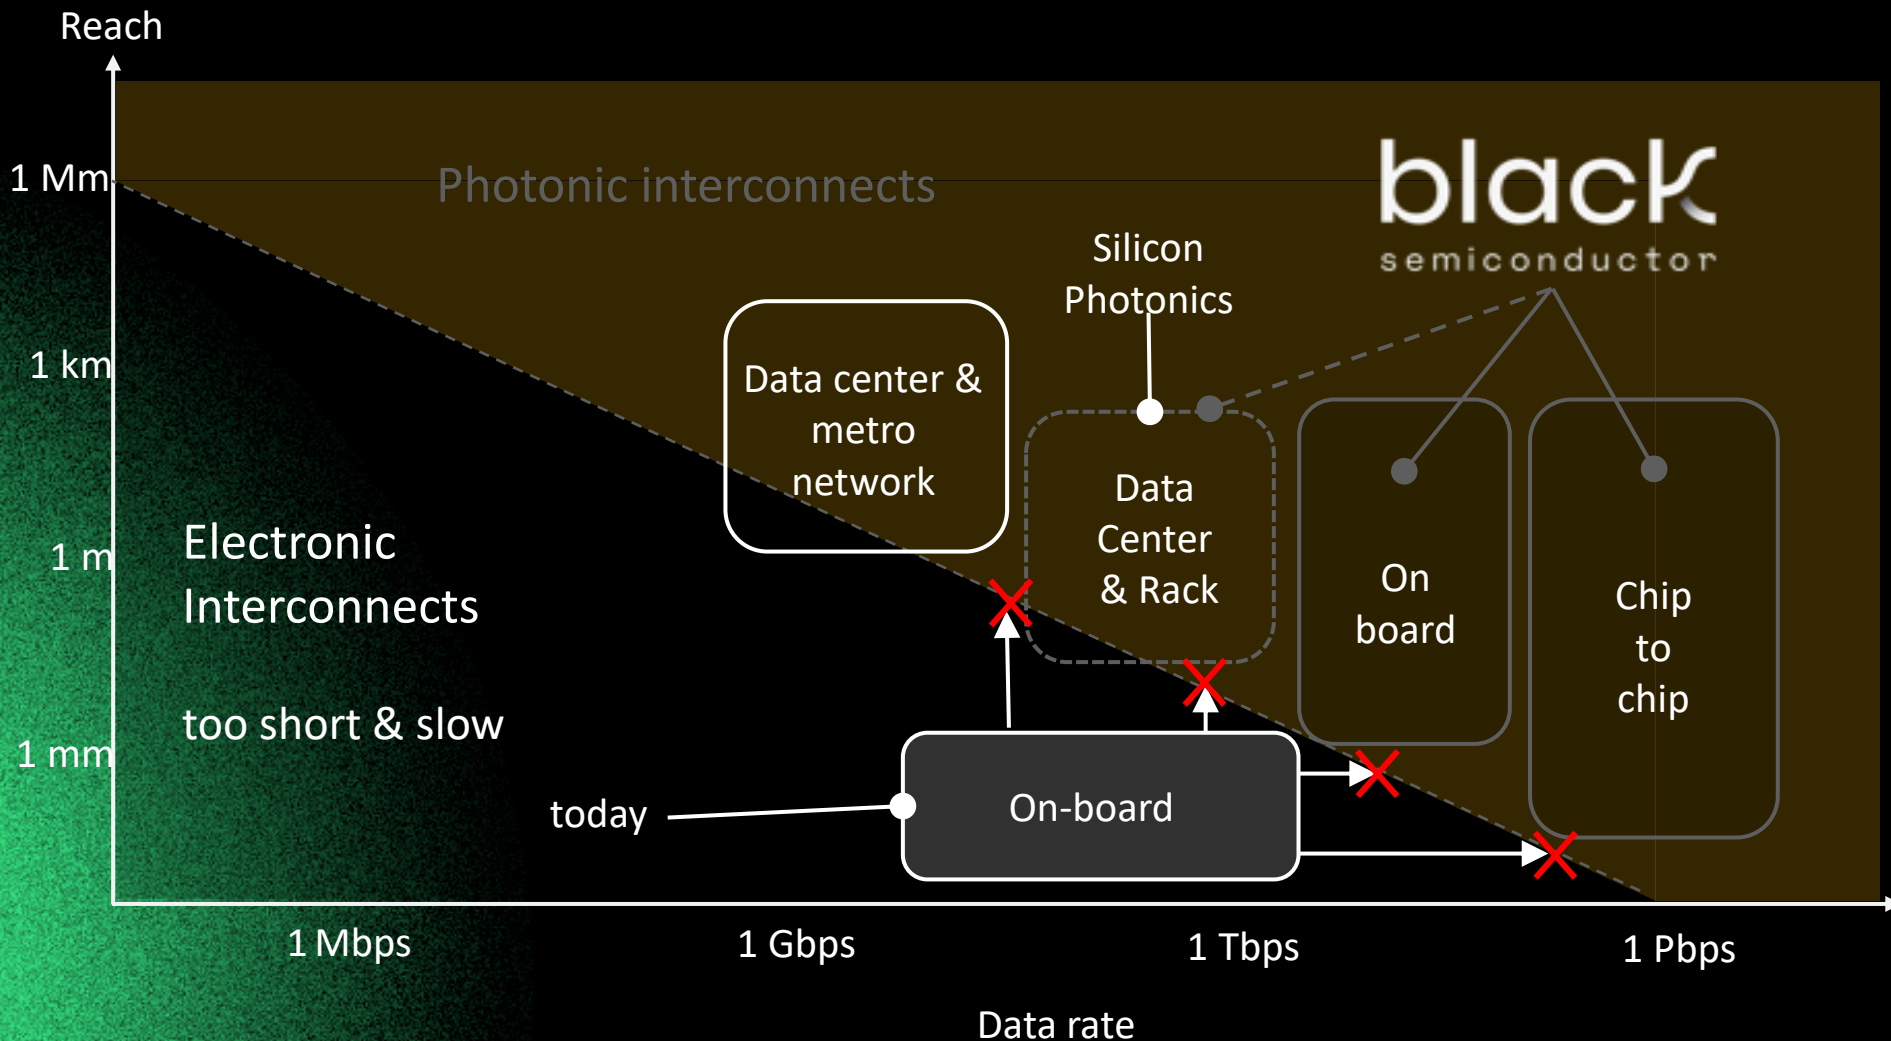 Reach
1 Mm
Photonic interconnects
black
semiconductor
Silicon
Photonics
1 km
Data center &
metro
network
Data
Center
& Rack
On
board
Chip
to
chip
1 m
Electronic
Interconnects
too short & slow
1 mm
today
On-board
1 Mbps
1 Gbps
1 Tbps
1 Pbps
Data rate